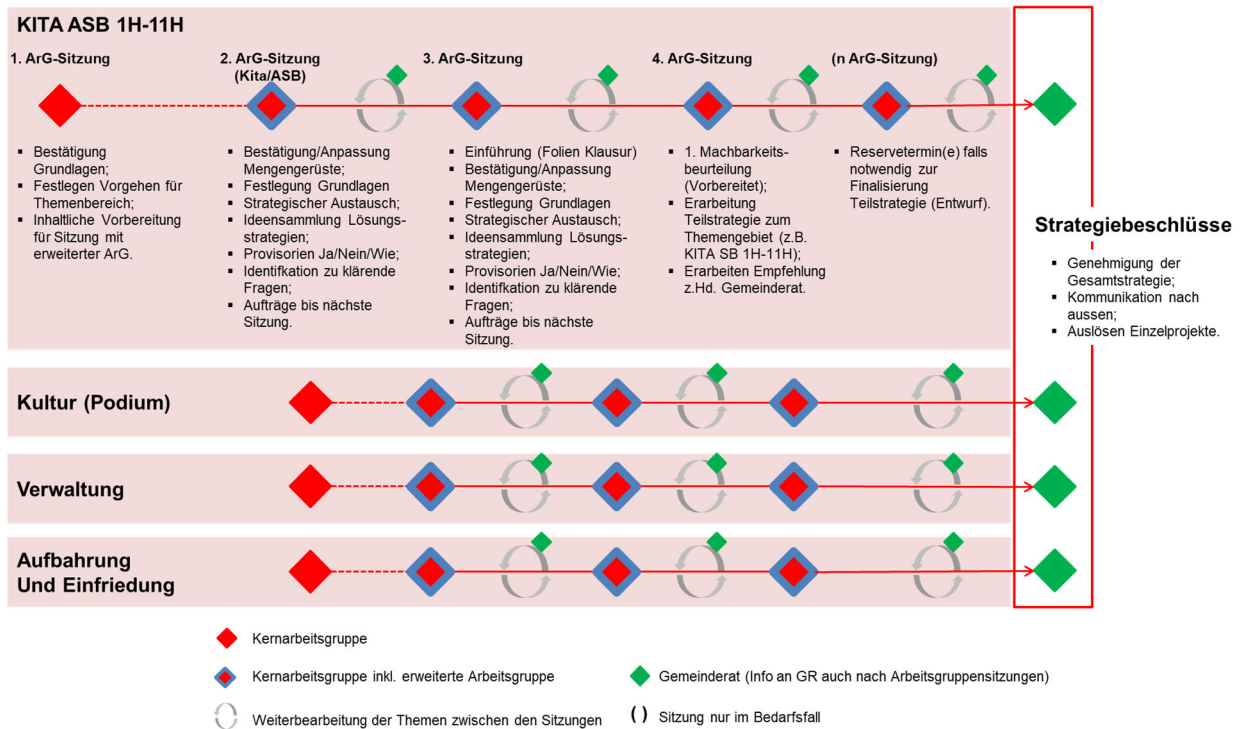 KITA ASB 1H-11H
1. ArG-Sitzung
2. ArG-Sitzung
(Kita/ASB)
3. ArG-Sitzung
4. ArG-Sitzung
(n ArG-Sitzung)
▪ Bestätigung
Grundlagen;
▪ Festlegen Vorgehen für
Themenbereich;
▪ Inhaltliche Vorbereitung
für Sitzung mit
erweiterter ArG.
▪ Bestätigung/Anpassung
Mengengerüste;
▪ Festlegung Grundlagen
▪ Strategischer Austausch;
▪ Ideensammlung Lösungs-
strategien;
▪ Provisorien Ja/Nein/Wie;
▪ Identifkation zu klärende
Fragen;
▪ Aufträge bis nächste
Sitzung.
▪ Einführung (Folien Klausur)
▪ Bestätigung/Anpassung
Mengengerüste;
▪ Festlegung Grundlagen
▪ Strategischer Austausch;
▪ Ideensammlung Lösungs-
strategien;
▪ Provisorien Ja/Nein/Wie;
▪ Identifkation zu klärende
Fragen;
▪ Aufträge bis nächste
Sitzung.
▪ 1. Machbarkeits-
beurteilung
(Vorbereitet);
▪ Erarbeitung
Teilstrategie zum
Themengebiet (z.B.
KITA SB 1H-11H);
▪ Erarbeiten Empfehlung
z.Hd. Gemeinderat.
▪ Reservetermin(e) falls
notwendig zur
Finalisierung
Teilstrategie (Entwurf).
Strategiebeschlüsse
▪ Genehmigung der
Gesamtstrategie;
▪ Kommunikation nach
aussen;
▪ Auslösen Einzelprojekte.
Kultur (Podium)
Verwaltung
Aufbahrung
Und Einfriedung
Kernarbeitsgruppe
Kernarbeitsgruppe inkl. erweiterte Arbeitsgruppe
Gemeinderat (Info an GR auch nach Arbeitsgruppensitzungen)
Weiterbearbeitung der Themen zwischen den Sitzungen
( ) Sitzung nur im Bedarfsfall